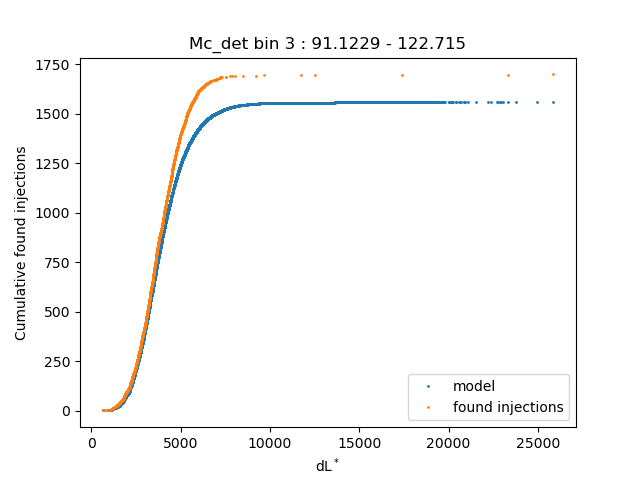 Mc_det bin 3 : 91.1229 - 122.715
Cumulative found injections
1750
1500
1250
1000
750
500
250
0
0
5000
10000
15000
20000
25000
dL*
model
found injections